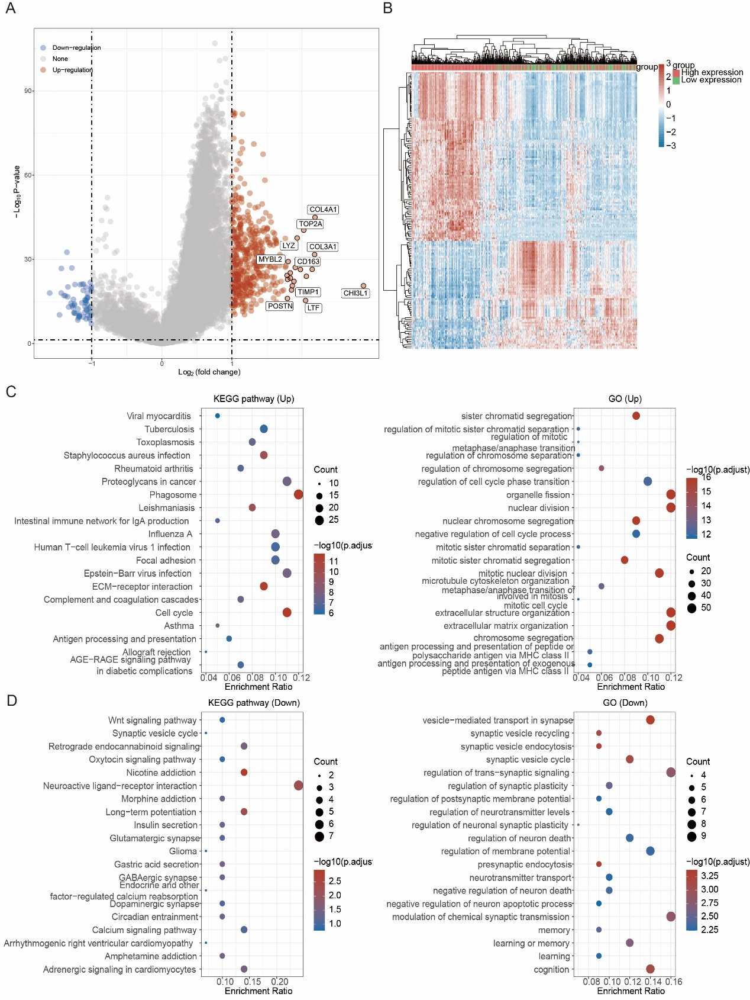 A
Down−regulation
None
Up−regulation
90
60
30
0
−Log10 P−value
COL4A1
TOP2A
LYZ
COL3A1
MYBL2
CD163
TIMP1
CHI3L1
POSTN
LTF
−1
0
1
Log2 (fold change)
B
group
3
2
1
0
−1
−2
−3
group
High expression
Low expression
C
KEGG pathway (Up)
Viral myocarditis
Tuberculosis
Toxoplasmosis
Staphylococcus aureus infection
Rheumatoid arthritis
Proteoglycans in cancer
Phagosome
Leishmaniasis
Intestinal immune network for IgA production
Influenza A
Human T−cell leukemia virus 1 infection
Focal adhesion
Epstein−Barr virus infection
ECM−receptor interaction
Complement and coagulation cascades
Cell cycle
Asthma
Antigen processing and presentation
Allograft rejection
AGE−RAGE signaling pathway
in diabetic complications
0.04 0.06 0.08 0.10 0.12
Enrichment Ratio
Count
10
15
20
25
−log10(p.adjust
11
10
9
8
7
6
GO (Up)
sister chromatid segregation
regulation of mitotic sister chromatid separation
regulation of mitotic
metaphase/anaphase transition
regulation of chromosome separation
regulation of chromosome segregation
regulation of cell cycle phase transition
organelle fission
nuclear division
nuclear chromosome segregation
negative regulation of cell cycle process
mitotic sister chromatid separation
mitotic sister chromatid segregation
mitotic nuclear division
microtubule cytoskeleton organization
metaphase/anaphase transition of
involved in mitosis
mitotic cell cycle
extracellular structure organization
extracellular matrix organization
chromosome segregation
antigen processing and presentation of peptide or
polysaccharide antigen via MHC class II
antigen processing and presentation of exogenous
peptide antigen via MHC class II
0.04 0.06 0.08 0.10 0.12
Enrichment Ratio
−log10(p.adjust)
16
15
14
13
12
Count
20
30
40
50
D
KEGG pathway (Down)
Wnt signaling pathway
Synaptic vesicle cycle
Retrograde endocannabinoid signaling
Oxytocin signaling pathway
Nicotine addiction
Neuroactive ligand−receptor interaction
Morphine addiction
Long−term potentiation
Insulin secretion
Glutamatergic synapse
Glioma
Gastric acid secretion
GABAergic synapse
Endocrine and other
factor−regulated calcium reabsorption
Dopaminergic synapse
Circadian entrainment
Calcium signaling pathway
Arrhythmogenic right ventricular cardiomyopathy
Amphetamine addiction
Adrenergic signaling in cardiomyocytes
0.10 0.15 0.20
Enrichment Ratio
Count
2
3
4
5
6
7
−log10(p.adjust
2.5
2.0
1.5
1.0
GO (Down)
vesicle−mediated transport in synapse
synaptic vesicle recycling
synaptic vesicle endocytosis
synaptic vesicle cycle
regulation of trans−synaptic signaling
regulation of synaptic plasticity
regulation of postsynaptic membrane potential
regulation of neurotransmitter levels
regulation of neuronal synaptic plasticity
regulation of neuron death
regulation of membrane potential
presynaptic endocytosis
neurotransmitter transport
negative regulation of neuron death
negative regulation of neuron apoptotic process
modulation of chemical synaptic transmission
memory
learning or memory
learning
cognition
0.08 0.10 0.12 0.14 0.16
Enrichment Ratio
Count
4
5
6
7
8
9
−log10(p.adjust)
3.25
3.00
2.75
2.50
2.25